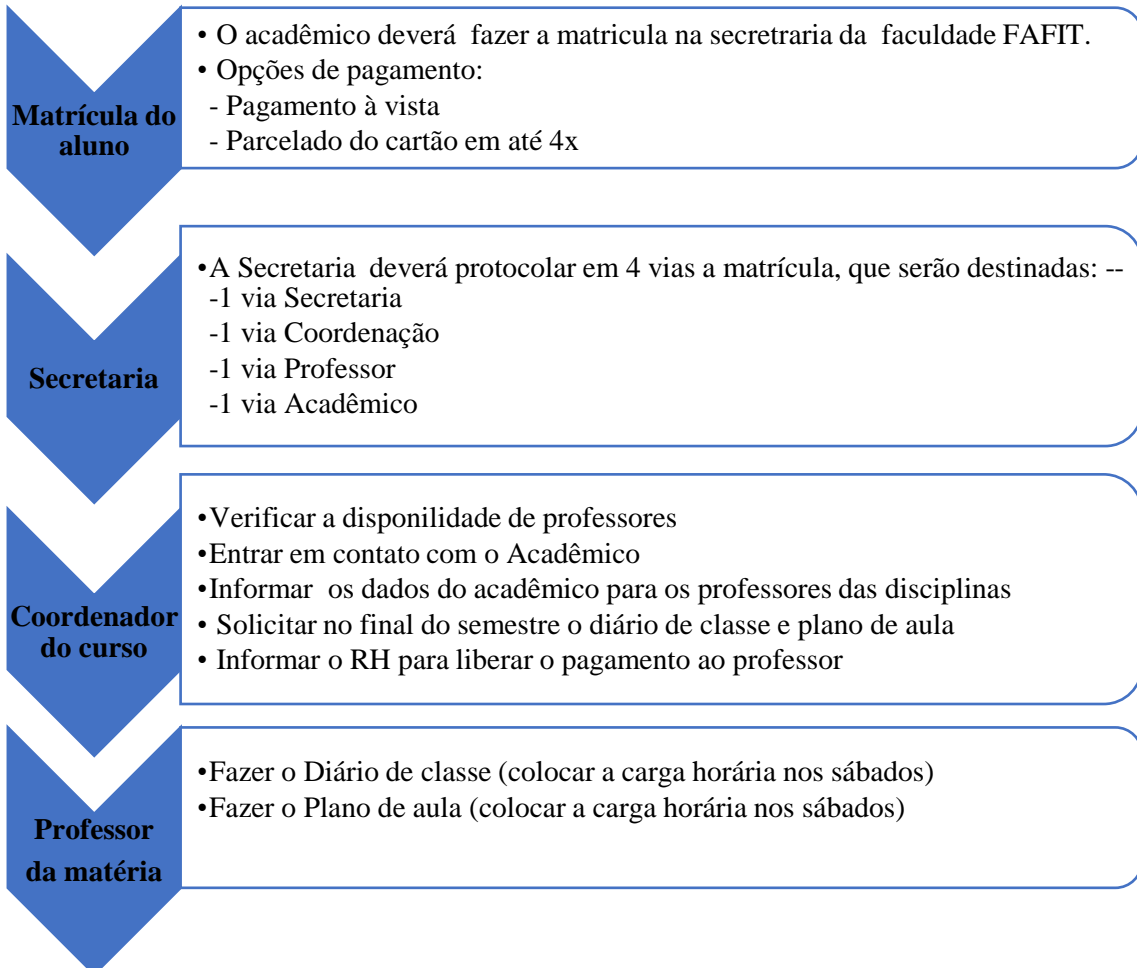 Matrícula do
aluno
• O acadêmico deverá fazer a matricula na secretraria da faculdade FAFIT.
• Opções de pagamento:
- Pagamento à vista
- Parcelado do cartão em até 4x
Secretaria
•A Secretaria deverá protocolar em 4 vias a matrícula, que serão destinadas: --
-1 via Secretaria
-1 via Coordenação
-1 via Professor
-1 via Acadêmico
Coordenador
do curso
•Verificar a disponilidade de professores
•Entrar em contato com o Acadêmico
•Informar os dados do acadêmico para os professores das disciplinas
• Solicitar no final do semestre o diário de classe e plano de aula
• Informar o RH para liberar o pagamento ao professor
Professor
da matéria
•Fazer o Diário de classe (colocar a carga horária nos sábados)
•Fazer o Plano de aula (colocar a carga horária nos sábados)